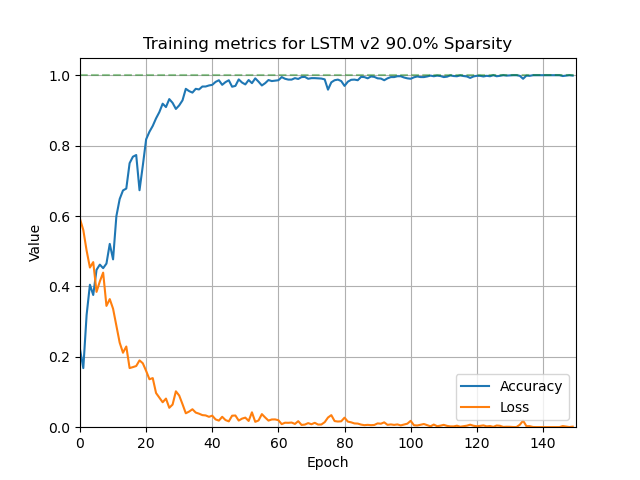 Training metrics for LSTM v2 90.0% Sparsity
1.0
0.8
0.6
0.4
0.2
0.0
Value
Accuracy
Loss
0 20 40 60 80 100 120 140
Epoch